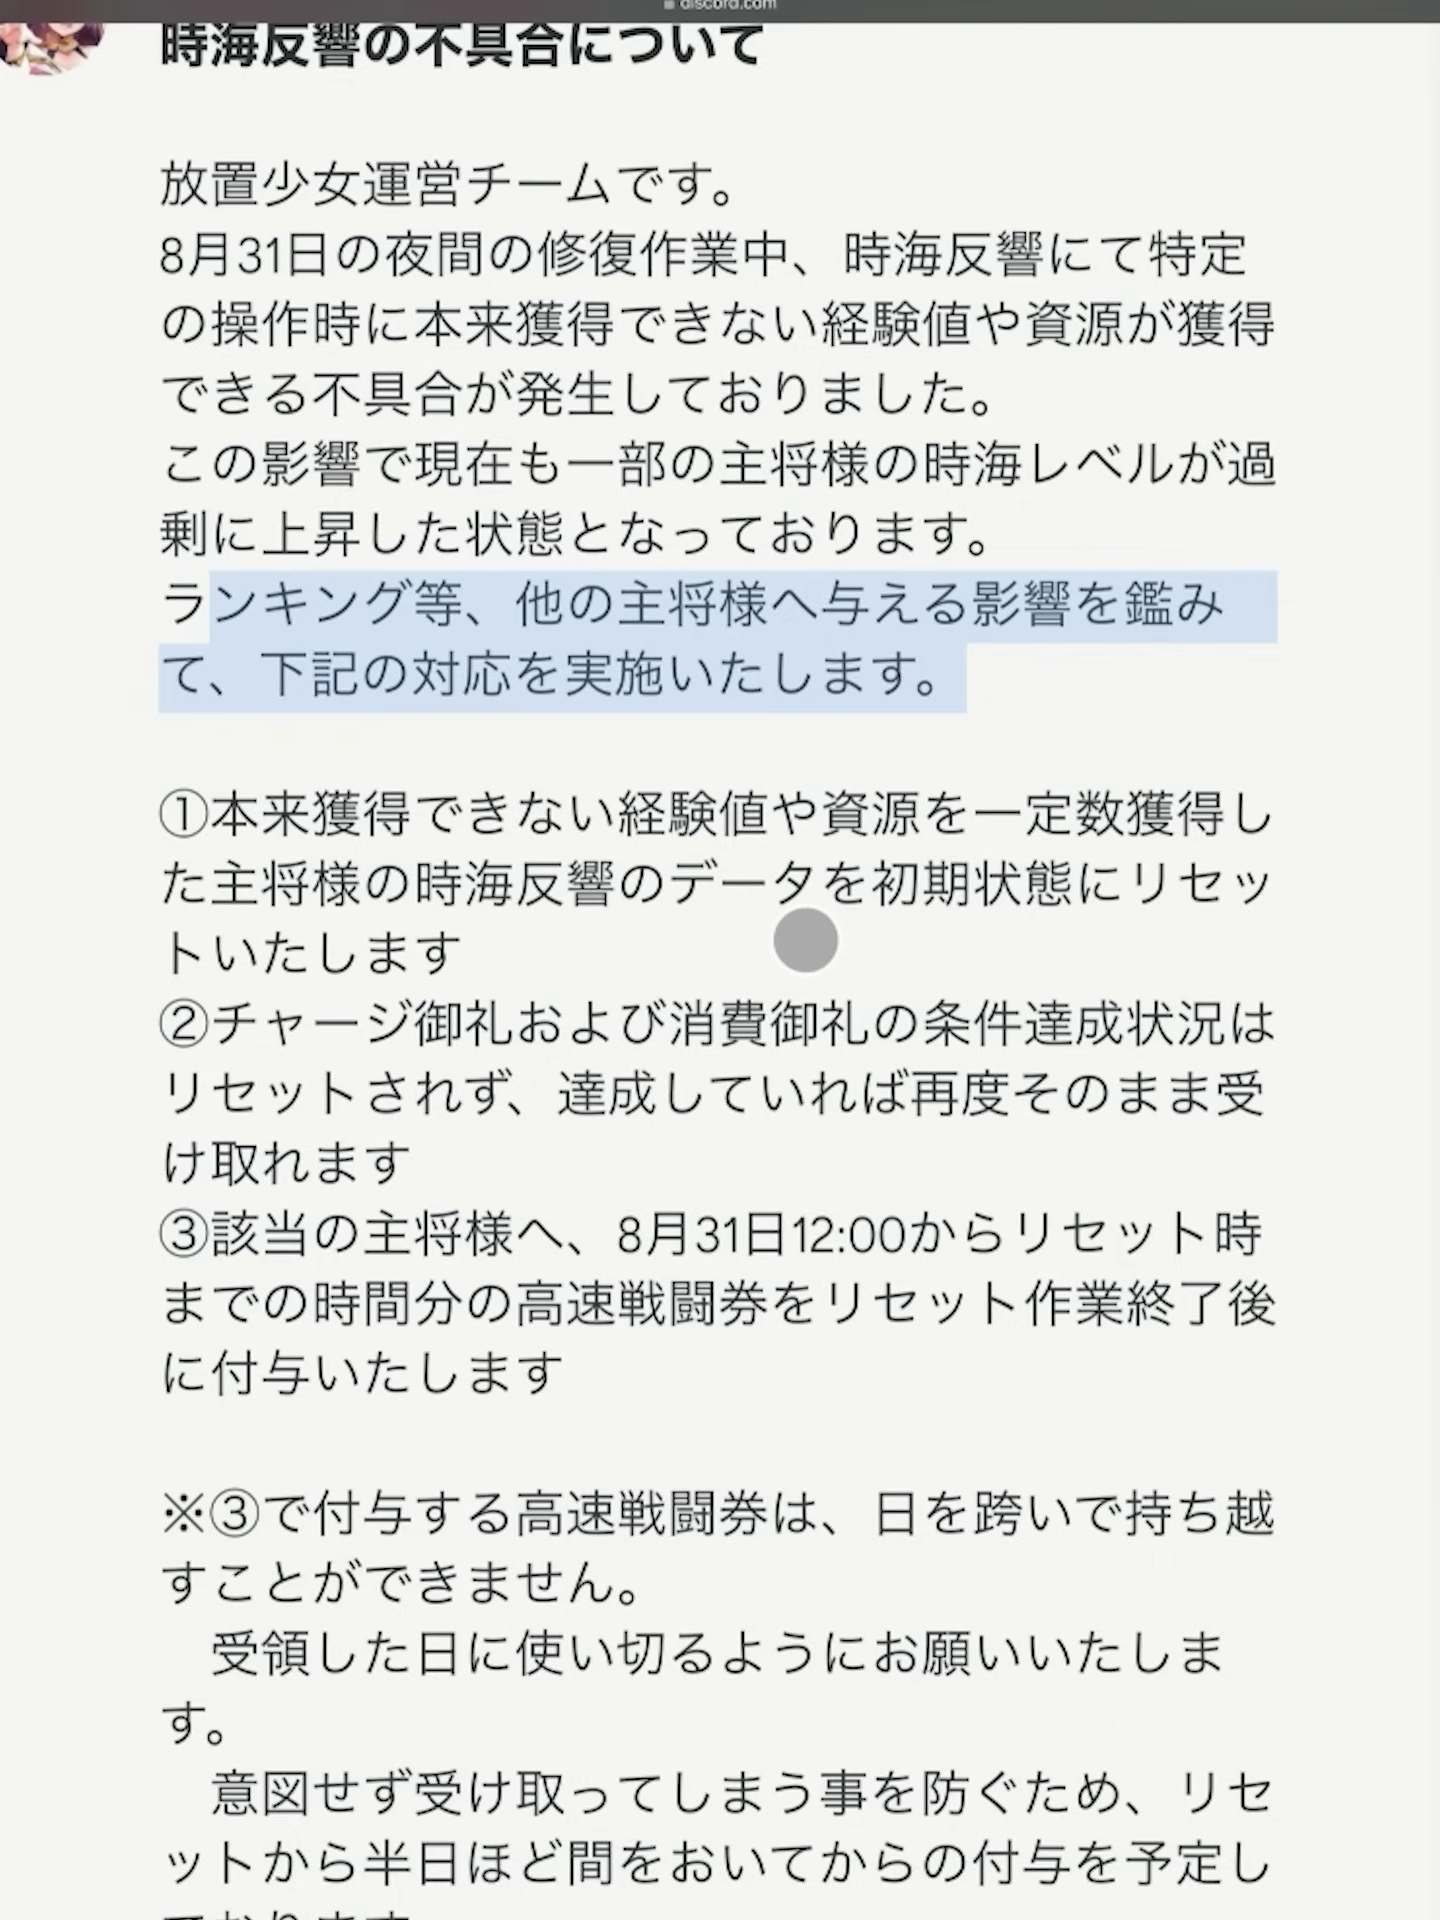 discord.com
時海反響の不具合について
放置少女運営チームです。
8月31日の夜間の修復作業中、時海反響にて特定
の操作時に本来獲得できない経験値や資源が獲得
できる不具合が発生しておりました。
この影響で現在も一部の主将様の時海レベルが過
剰に上昇した状態となっております。
ランキング等、他の主将様へ与える影響を鑑み
て、下記の対応を実施いたします。
①本来獲得できない経験値や資源を一定数獲得し
た主将様の時海反響のデータを初期状態にリセッ
トいたします
②チャージ御礼および消費御礼の条件達成状況は
リセットされず、達成していれば再度そのまま受
け取れます
③該当の主将様へ、8月31日12:00からリセット時
までの時間分の高速戦闘券をリセット作業終了後
に付与いたします
※③で付与する高速戦闘券は、日を跨いで持ち越
すことができません。
受領した日に使い切るようにお願いいたしま
す。
意図せず受け取ってしまう事を防ぐため、リセ
ットから半日ほど間をおいてからの付与を予定し
ております